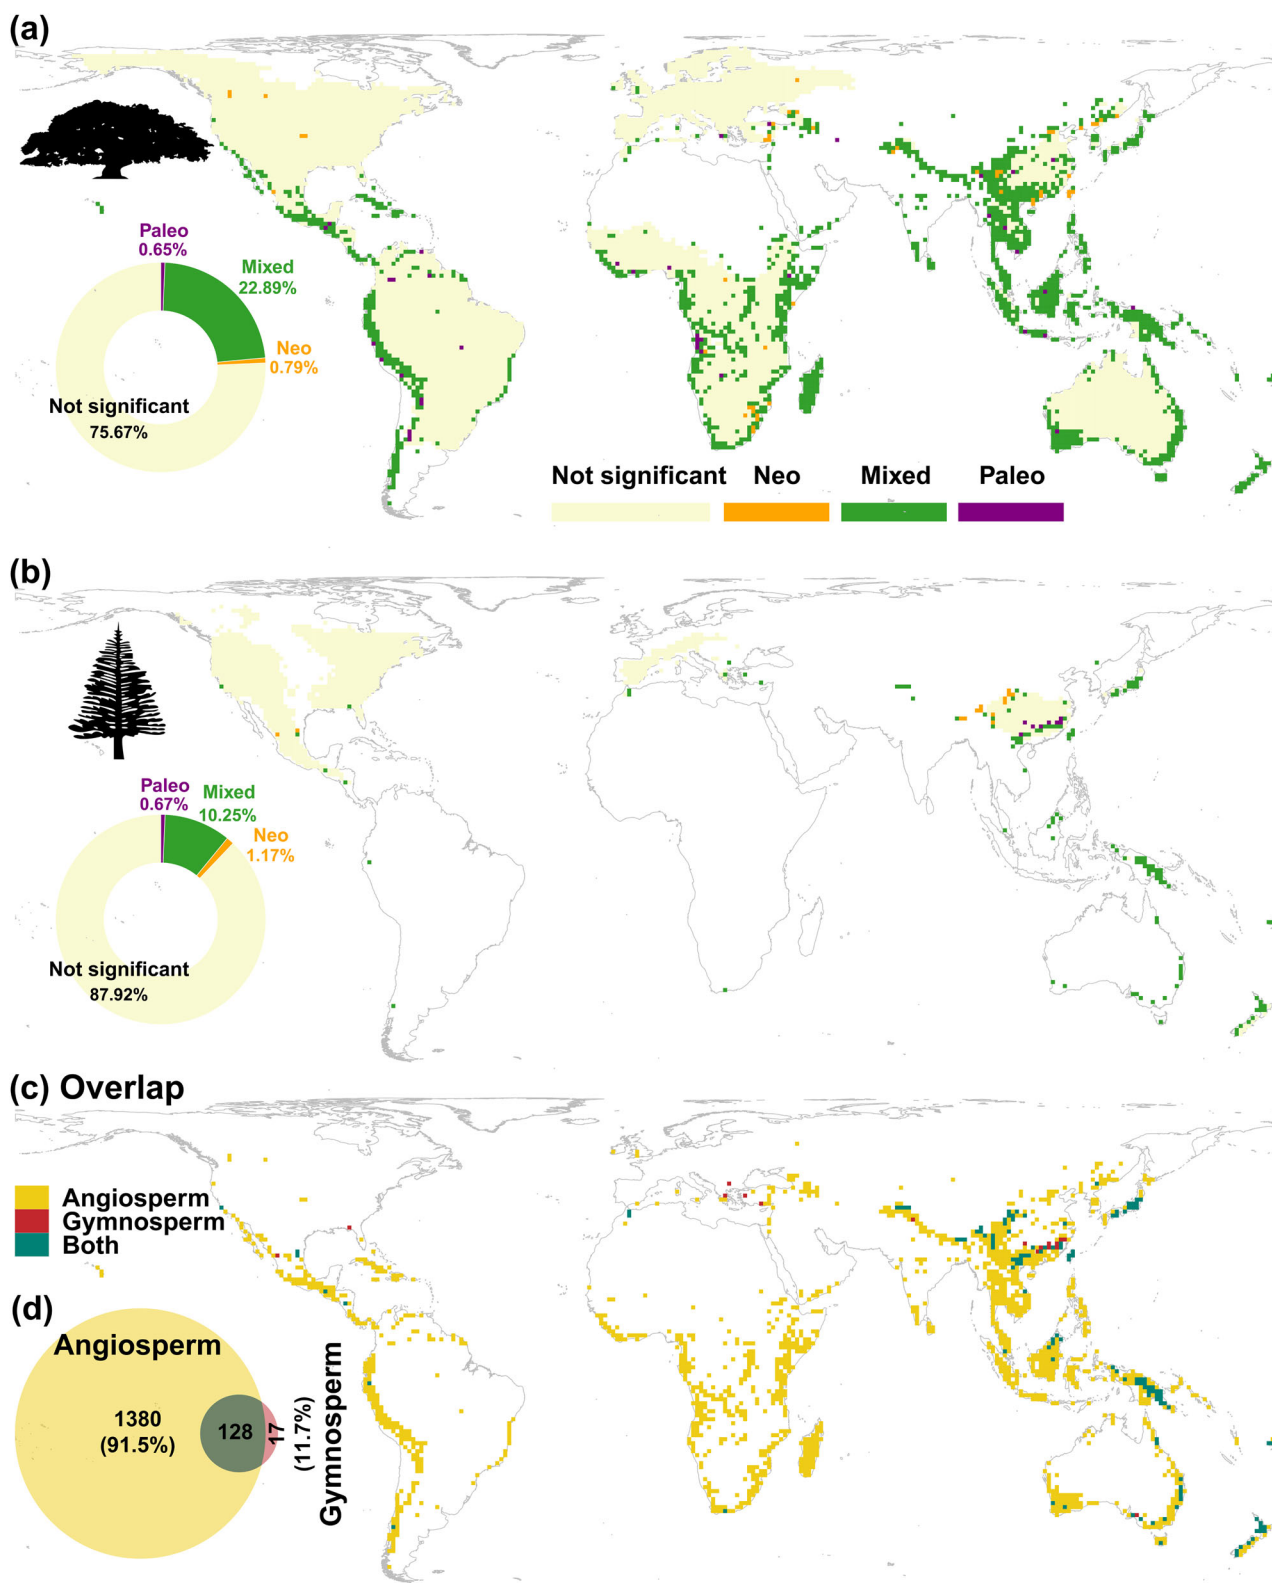 (a)
Paleo
0.65%
Mixed
22.89%
Neo
0.79%
Not significant
75.67%
Not significant Neo Mixed Paleo
(b)
Paleo
0.67%
Mixed
10.25%
Neo
1.17%
Not significant
87.92%
(c) Overlap
Angiosperm
Gymnosperm
Both
(d)
Angiosperm
1380
(91.5%)
128
17
(11.7%)
Gymnosperm